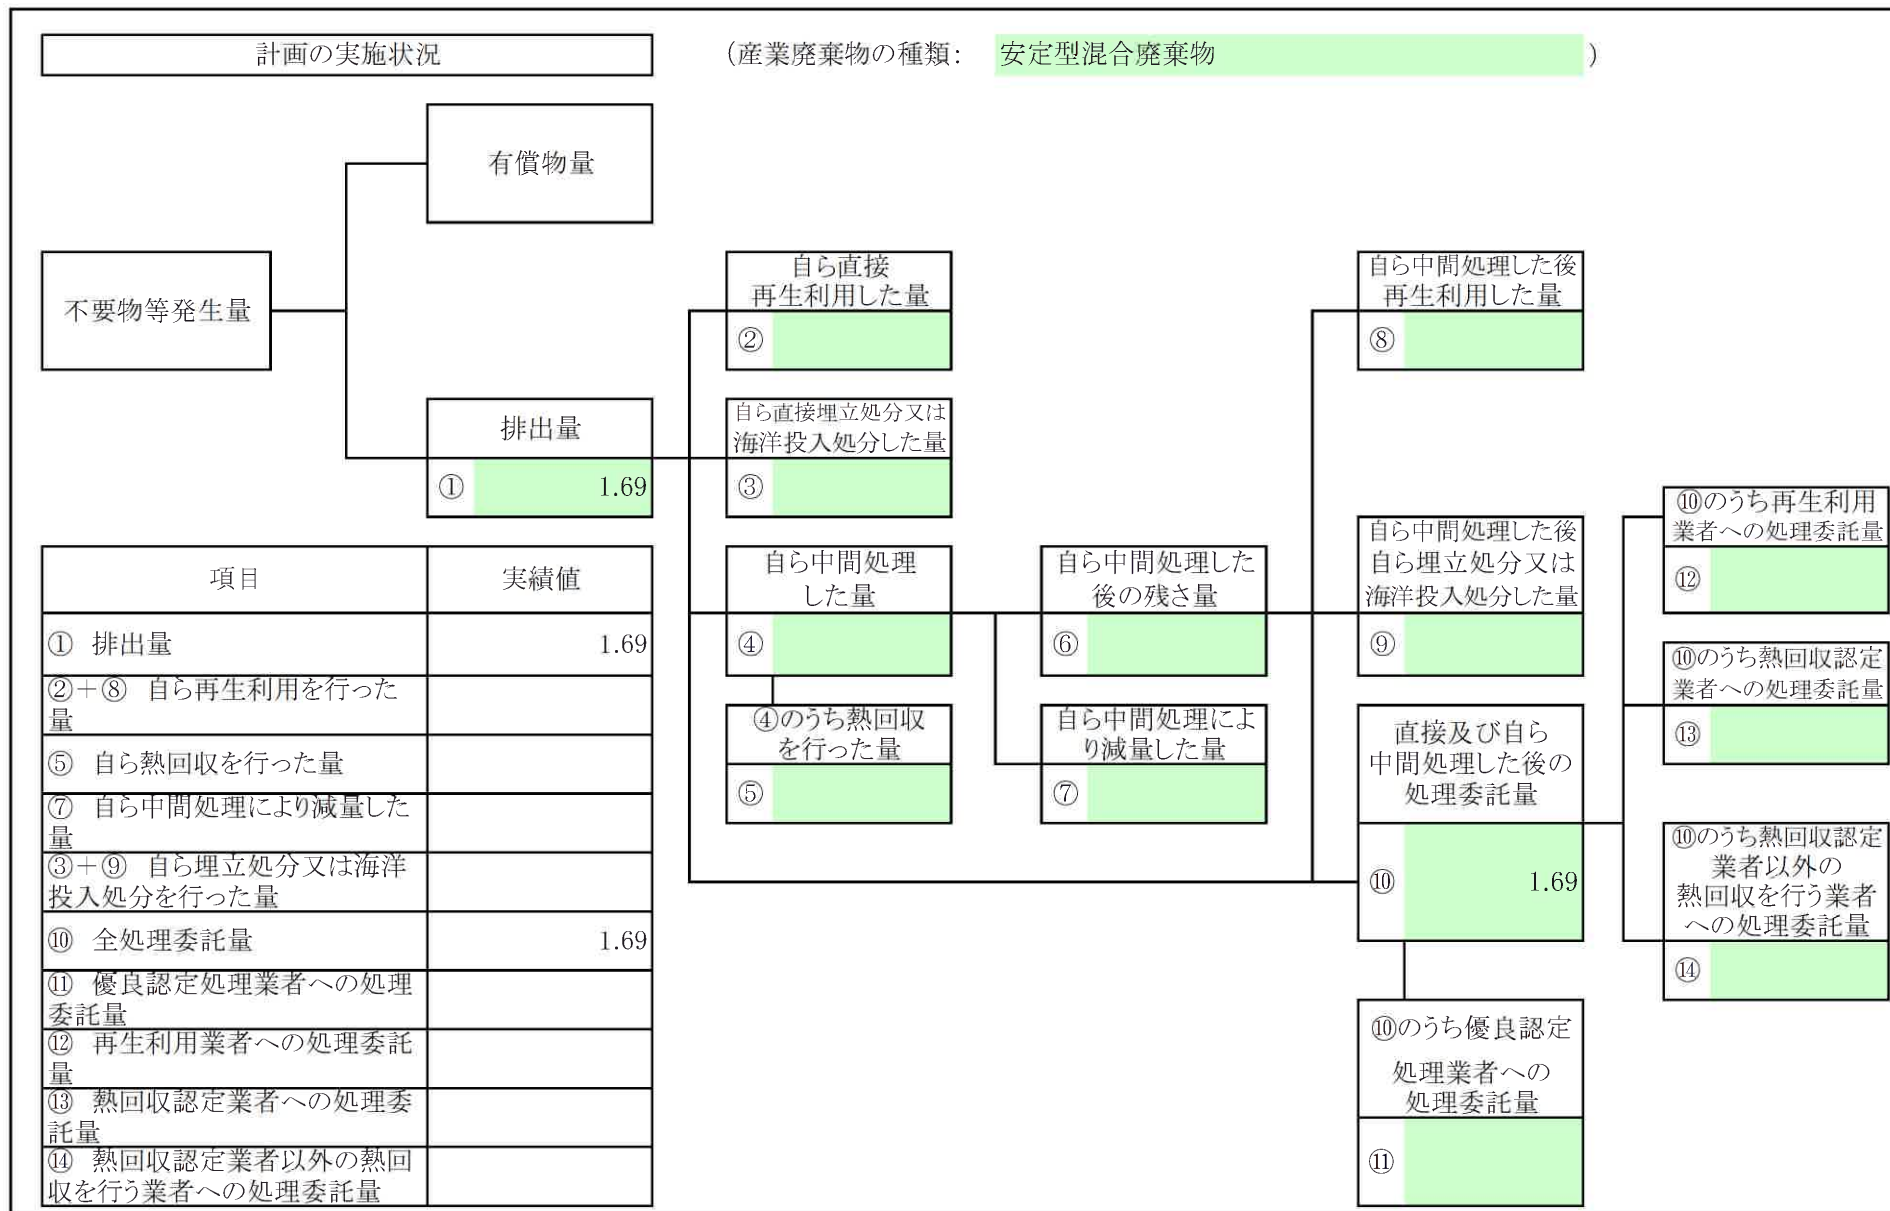 計画の実施状況
（産業廃棄物の種類： 安定型混合廃棄物 ）
有償物量
不要物等発生量
自ら直接
再生利用した量
②
自ら中間処理した後
再生利用した量
⑧
排出量
① 1.69
自ら直接埋立処分又は
海洋投入処分した量
③
自ら中間処理
した量
④
自ら中間処理した
後の残さ量
⑥
自ら中間処理した後
自ら埋立処分又は
海洋投入処分した量
⑨
⑩のうち再生利用
業者への処理委託量
⑫
⑩のうち熱回収認定
業者への処理委託量
⑬
④のうち熱回収
を行った量
⑤
自ら中間処理によ
り減量した量
⑦
直接及び自ら
中間処理した後の
処理委託量
⑩ 1.69
⑩のうち熱回収認定
業者以外の
熱回収を行う業者
への処理委託量
⑭
⑩のうち優良認定
処理業者への
処理委託量
⑪
項目 実績値
① 排出量 1.69
②＋⑧ 自ら再生利用を行った
量
⑤ 自ら熱回収を行った量
⑦ 自ら中間処理により減量した
量
③＋⑨ 自ら埋立処分又は海洋
投入処分を行った量
⑩ 全処理委託量 1.69
⑪ 優良認定処理業者への処理
委託量
⑫ 再生利用業者への処理委託
量
⑬ 熱回収認定業者への処理委
託量
⑭ 熱回収認定業者以外の熱回
収を行う業者への処理委託量